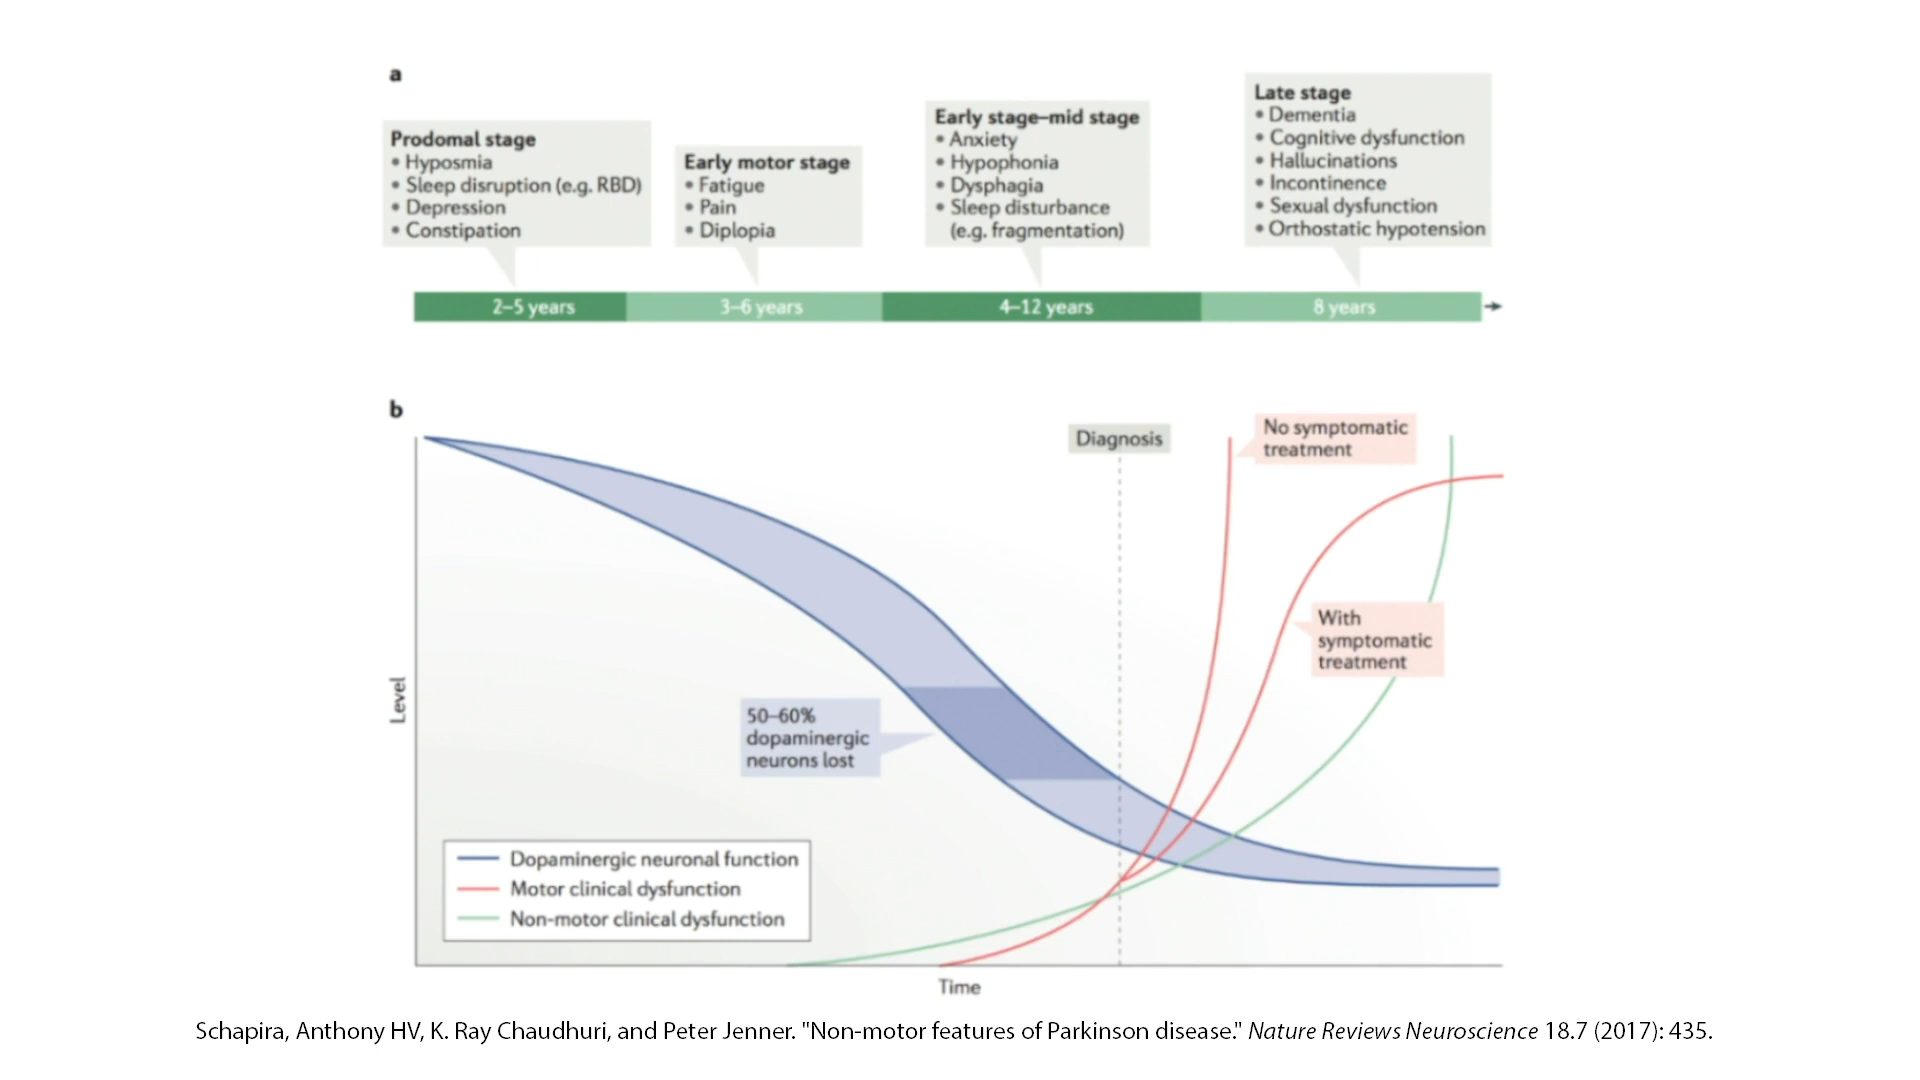 a
Prodomal stage
• Hyposmia
• Sleep disruption (e.g. RBD)
• Depression
• Constipation
Early motor stage
• Fatigue
• Pain
• Diplopia
Early stage–mid stage
• Anxiety
• Hypophonia
• Dysphagia
• Sleep disturbance
(e.g. fragmentation)
Late stage
• Dementia
• Cognitive dysfunction
• Hallucinations
• Incontinence
• Sexual dysfunction
• Orthostatic hypotension
2–5 years
3–6 years
4–12 years
8 years
b
Diagnosis
No symptomatic
treatment
With
symptomatic
treatment
50–60%
dopaminergic
neurons lost
Level
Dopaminergic neuronal function
Motor clinical dysfunction
Non-motor clinical dysfunction
Time
Schapira, Anthony HV, K. Ray Chaudhuri, and Peter Jenner. "Non-motor features of Parkinson disease." Nature Reviews Neuroscience 18.7 (2017): 435.